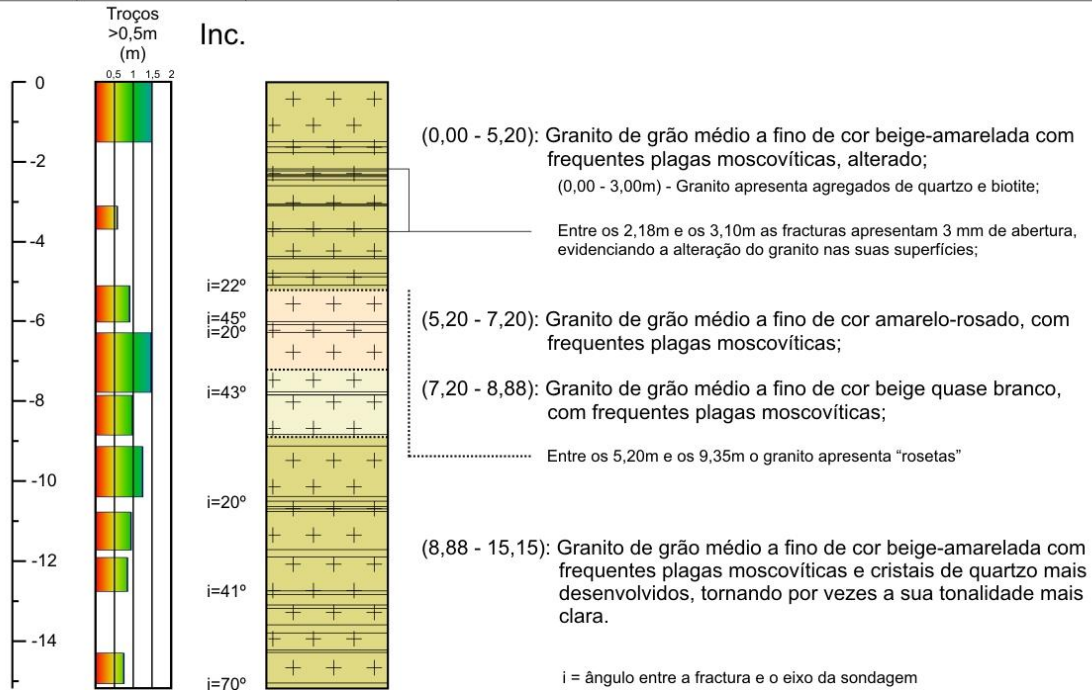 Troços
>0,5m
(m)
Inc.
0,5 1 1,5 2
0
-2
-4
-6
-8
-10
-12
-14
i=22º
i=45º
i=20º
i=43º
i=20º
i=41º
i=70º
(0,00 - 5,20): Granito de grão médio a fino de cor beige-amarelada com
frequentes plagas moscovíticas, alterado;
(0,00 - 3,00m) - Granito apresenta agregados de quartzo e biotite;
Entre os 2,18m e os 3,10m as fracturas apresentam 3 mm de abertura,
evidenciando a alteração do granito nas suas superfícies;
(5,20 - 7,20): Granito de grão médio a fino de cor amarelo-rosado, com
frequentes plagas moscovíticas;
(7,20 - 8,88): Granito de grão médio a fino de cor beige quase branco,
com frequentes plagas moscovíticas;
Entre os 5,20m e os 9,35m o granito apresenta “rosetas”
(8,88 - 15,15): Granito de grão médio a fino de cor beige-amarelada com
frequentes plagas moscovíticas e cristais de quartzo mais
desenvolvidos, tornando por vezes a sua tonalidade mais
clara.
i = ângulo entre a fractura e o eixo da sondagem